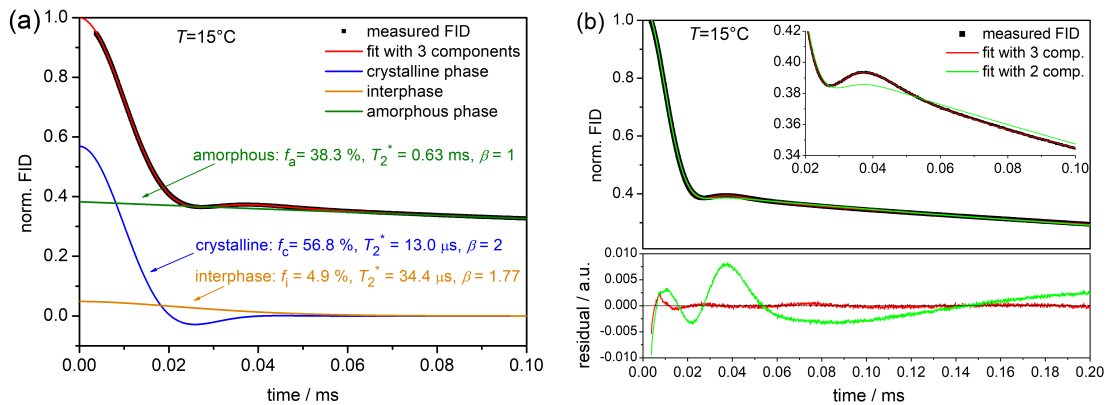 (a)
T=15°C
measured FID
fit with 3 components
crystalline phase
interphase
amorphous phase
amorphous: fa= 38.3 %, T2* = 0.63 ms, β = 1
crystalline: fc= 56.8 %, T2* = 13.0 μs, β = 2
interphase: fi= 4.9 %, T2* = 34.4 μs, β = 1.77
norm. FID
1.0
0.8
0.6
0.4
0.2
0.0
0.00 0.02 0.04 0.06 0.08 0.10
time / ms
(b)
T=15°C
measured FID
fit with 3 comp.
fit with 2 comp.
0.42
0.40
0.38
0.36
0.34
0.02 0.04 0.06 0.08 0.10
norm. FID
1.0
0.8
0.6
0.4
residual / a.u.
0.010
0.005
0.000
-0.005
-0.010
0.00 0.02 0.04 0.06 0.08 0.10 0.12 0.14 0.16 0.18 0.20
time / ms